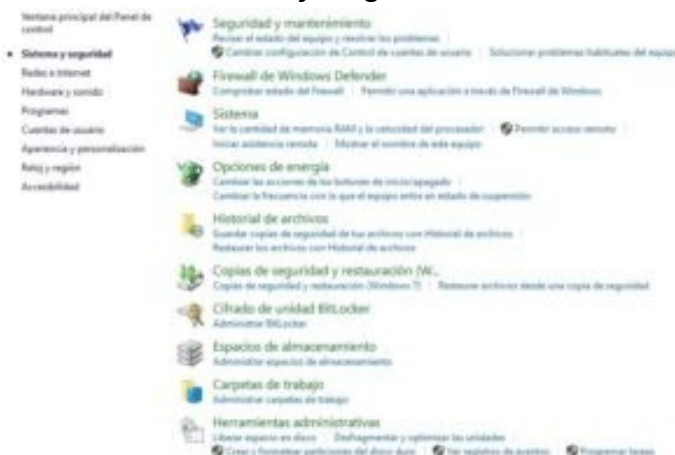 Ventana principal del Panel de
control
Sistema y seguridad
Redes e Internet
Hardware y sonido
Programas
Cuentas de usuario
Apariencia y personalización
Reloj y región
Accesibilidad
Seguridad y mantenimiento
Revisar el estado del equipo y resolver los problemas
Cambiar configuración de Control de cuentas de usuario | Solucionar problemas habituales del equipo
Firewall de Windows Defender
Comprobar estado del firewall | Permitir una aplicación a través de Firewall de Windows
Sistema
Ver la cantidad de memoria RAM y la velocidad del procesador | Permitir acceso remoto
Iniciar asistencia remota | Mostrar el nombre de este equipo
Opciones de energía
Cambiar las acciones de los botones de inicio/apagado
Cambiar la frecuencia con la que el equipo entra en estado de suspensión
Historial de archivos
Guardar copias de seguridad de tus archivos con Historial de archivos
Restaurar los archivos con Historial de archivos
Copias de seguridad y restauración (W...
Copias de seguridad y restauración (Windows 7) | Restaurar archivos desde una copia de seguridad
Cifrado de unidad BitLocker
Administrar BitLocker
Espacios de almacenamiento
Administrar espacios de almacenamiento
Carpetas de trabajo
Administrar carpetas de trabajo
Herramientas administrativas
Liberar espacio en disco | Desfragmentar y optimizar las unidades
Crear y formatear particiones del disco duro | Ver registros de eventos | Programar tareas